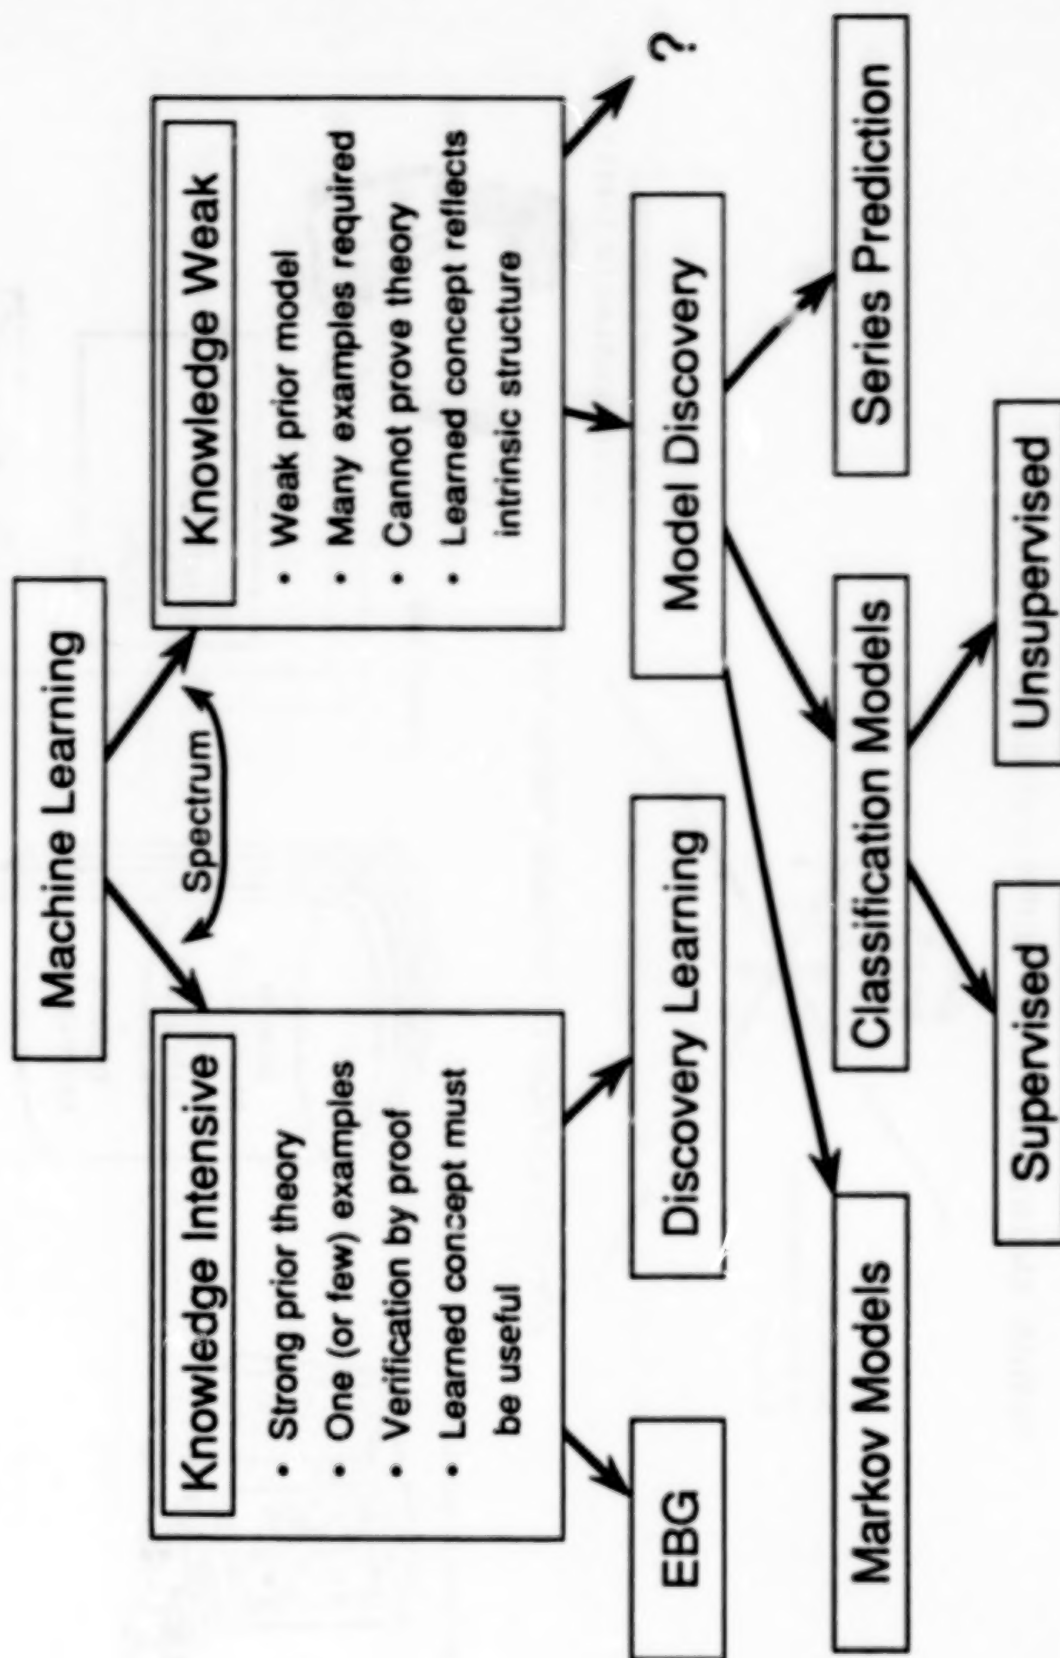 Machine Learning
Spectrum
Knowledge Intensive
• Strong prior theory
• One (or few) examples
• Verification by proof
• Learned concept must
be useful
Knowledge Weak
• Weak prior model
• Many examples required
• Cannot prove theory
• Learned concept reflects
intrinsic structure
EBG
Discovery Learning
Model Discovery
?
Markov Models
Classification Models
Series Prediction
Supervised
Unsupervised